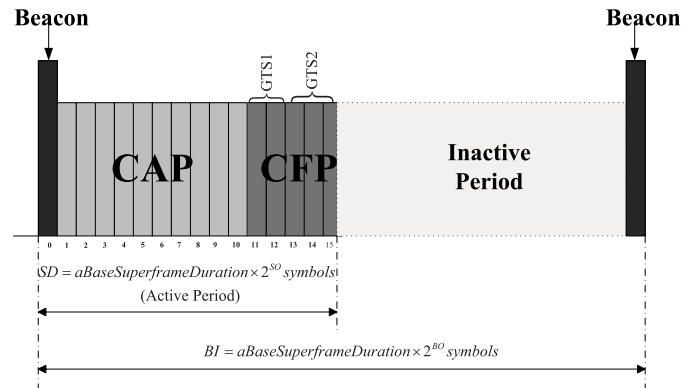 Beacon
Beacon
GTS1
GTS2
CAP
CFP
Inactive
Period
0 1 2 3 4 5 6 7 8 9 10 11 12 13 14 15
SD = aBaseSuperframeDuration × 2^SO symbols
(Active Period)
BI = aBaseSuperframeDuration × 2^BO symbols